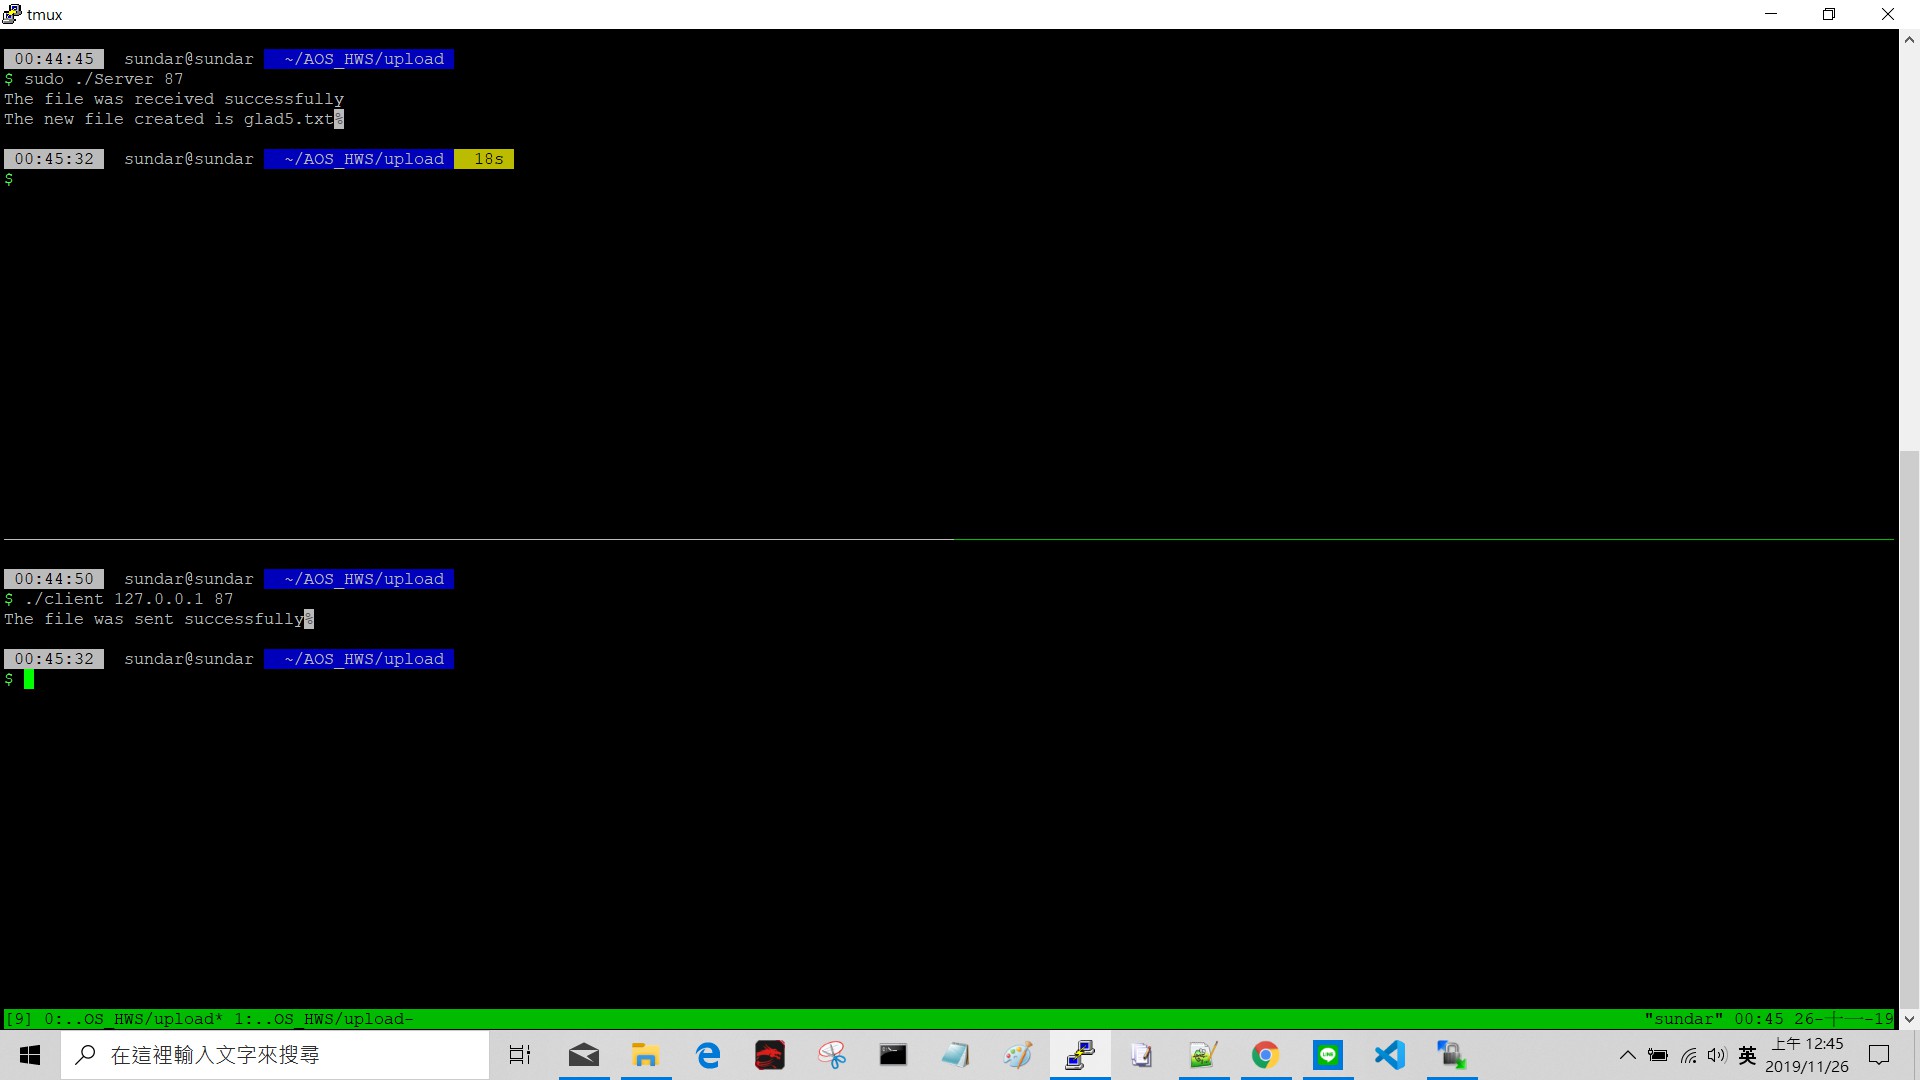 tmux
00:44:45 sundar@sundar ~/AOS_HWS/upload
$ sudo ./Server 87
The file was received successfully
The new file created is glad5.txt%
00:45:32 sundar@sundar ~/AOS_HWS/upload 18s
$
00:44:50 sundar@sundar ~/AOS_HWS/upload
$ ./client 127.0.0.1 87
The file was sent successfully%
00:45:32 sundar@sundar ~/AOS_HWS/upload
$
[9] 0:..OS_HWS/upload* 1:..OS_HWS/upload- "sundar" 00:45 26-十一-19
在這裡輸入文字來搜尋
英
上午 12:45
2019/11/26